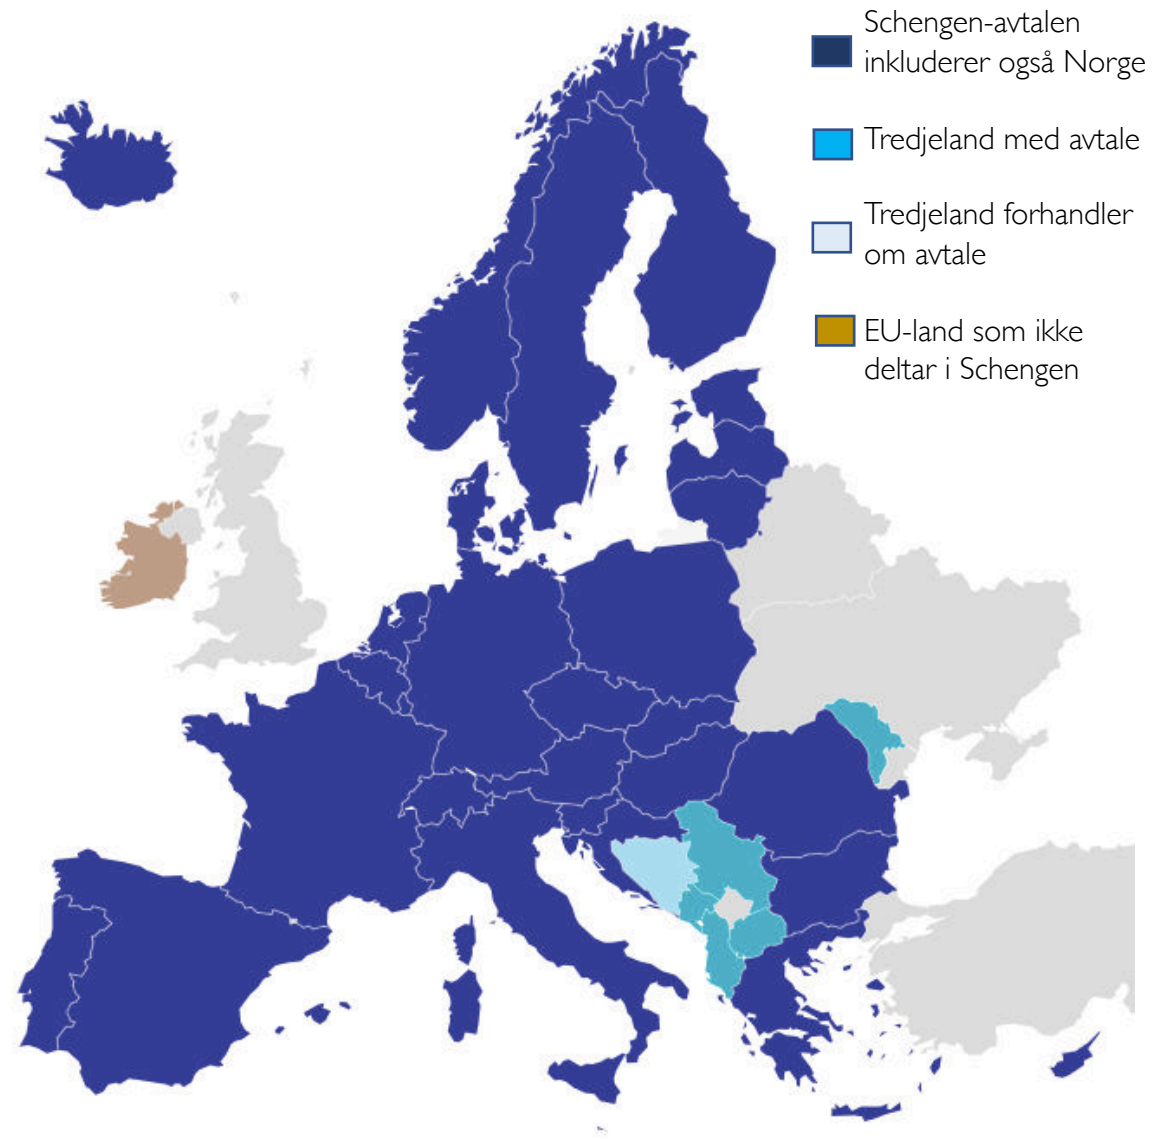 Schengen-avtalen
inkluderer også Norge
Tredjeland med avtale
Tredjeland forhandler
om avtale
EU-land som ikke
deltar i Schengen